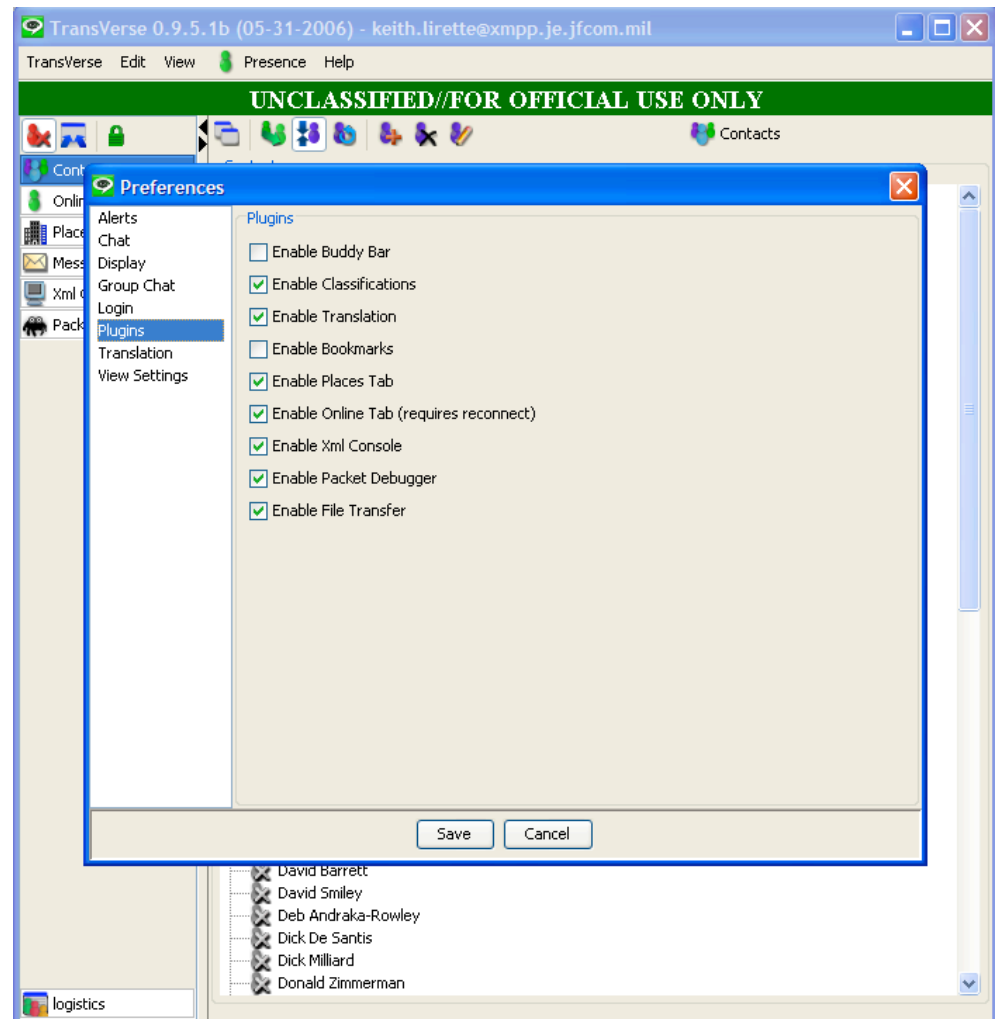 TransVerse 0.9.5.1b (05-31-2006) - keith.lirette@xmpp.je.jfcom.mil
TransVerse Edit View Presence Help
UNCLASSIFIED//FOR OFFICIAL USE ONLY
Contacts
Preferences
Alerts
Chat
Display
Group Chat
Login
Plugins
Translation
View Settings
Plugins
Enable Buddy Bar
Enable Classifications
Enable Translation
Enable Bookmarks
Enable Places Tab
Enable Online Tab (requires reconnect)
Enable Xml Console
Enable Packet Debugger
Enable File Transfer
Save Cancel
David Barrett
David Smiley
Deb Andraka-Rowley
Dick De Santis
Dick Milliard
Donald Zimmerman
logistics